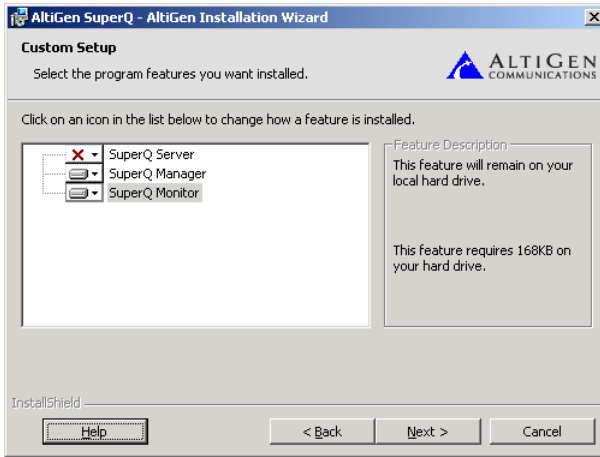 AltiGen SuperQ - AltiGen Installation Wizard
Custom Setup
Select the program features you want installed.
ALTIGEN
COMMUNICATIONS
Click on an icon in the list below to change how a feature is installed.
SuperQ Server
SuperQ Manager
SuperQ Monitor
Feature Description
This feature will remain on your
local hard drive.
This feature requires 168KB on
your hard drive.
InstallShield
Help
< Back
Next >
Cancel